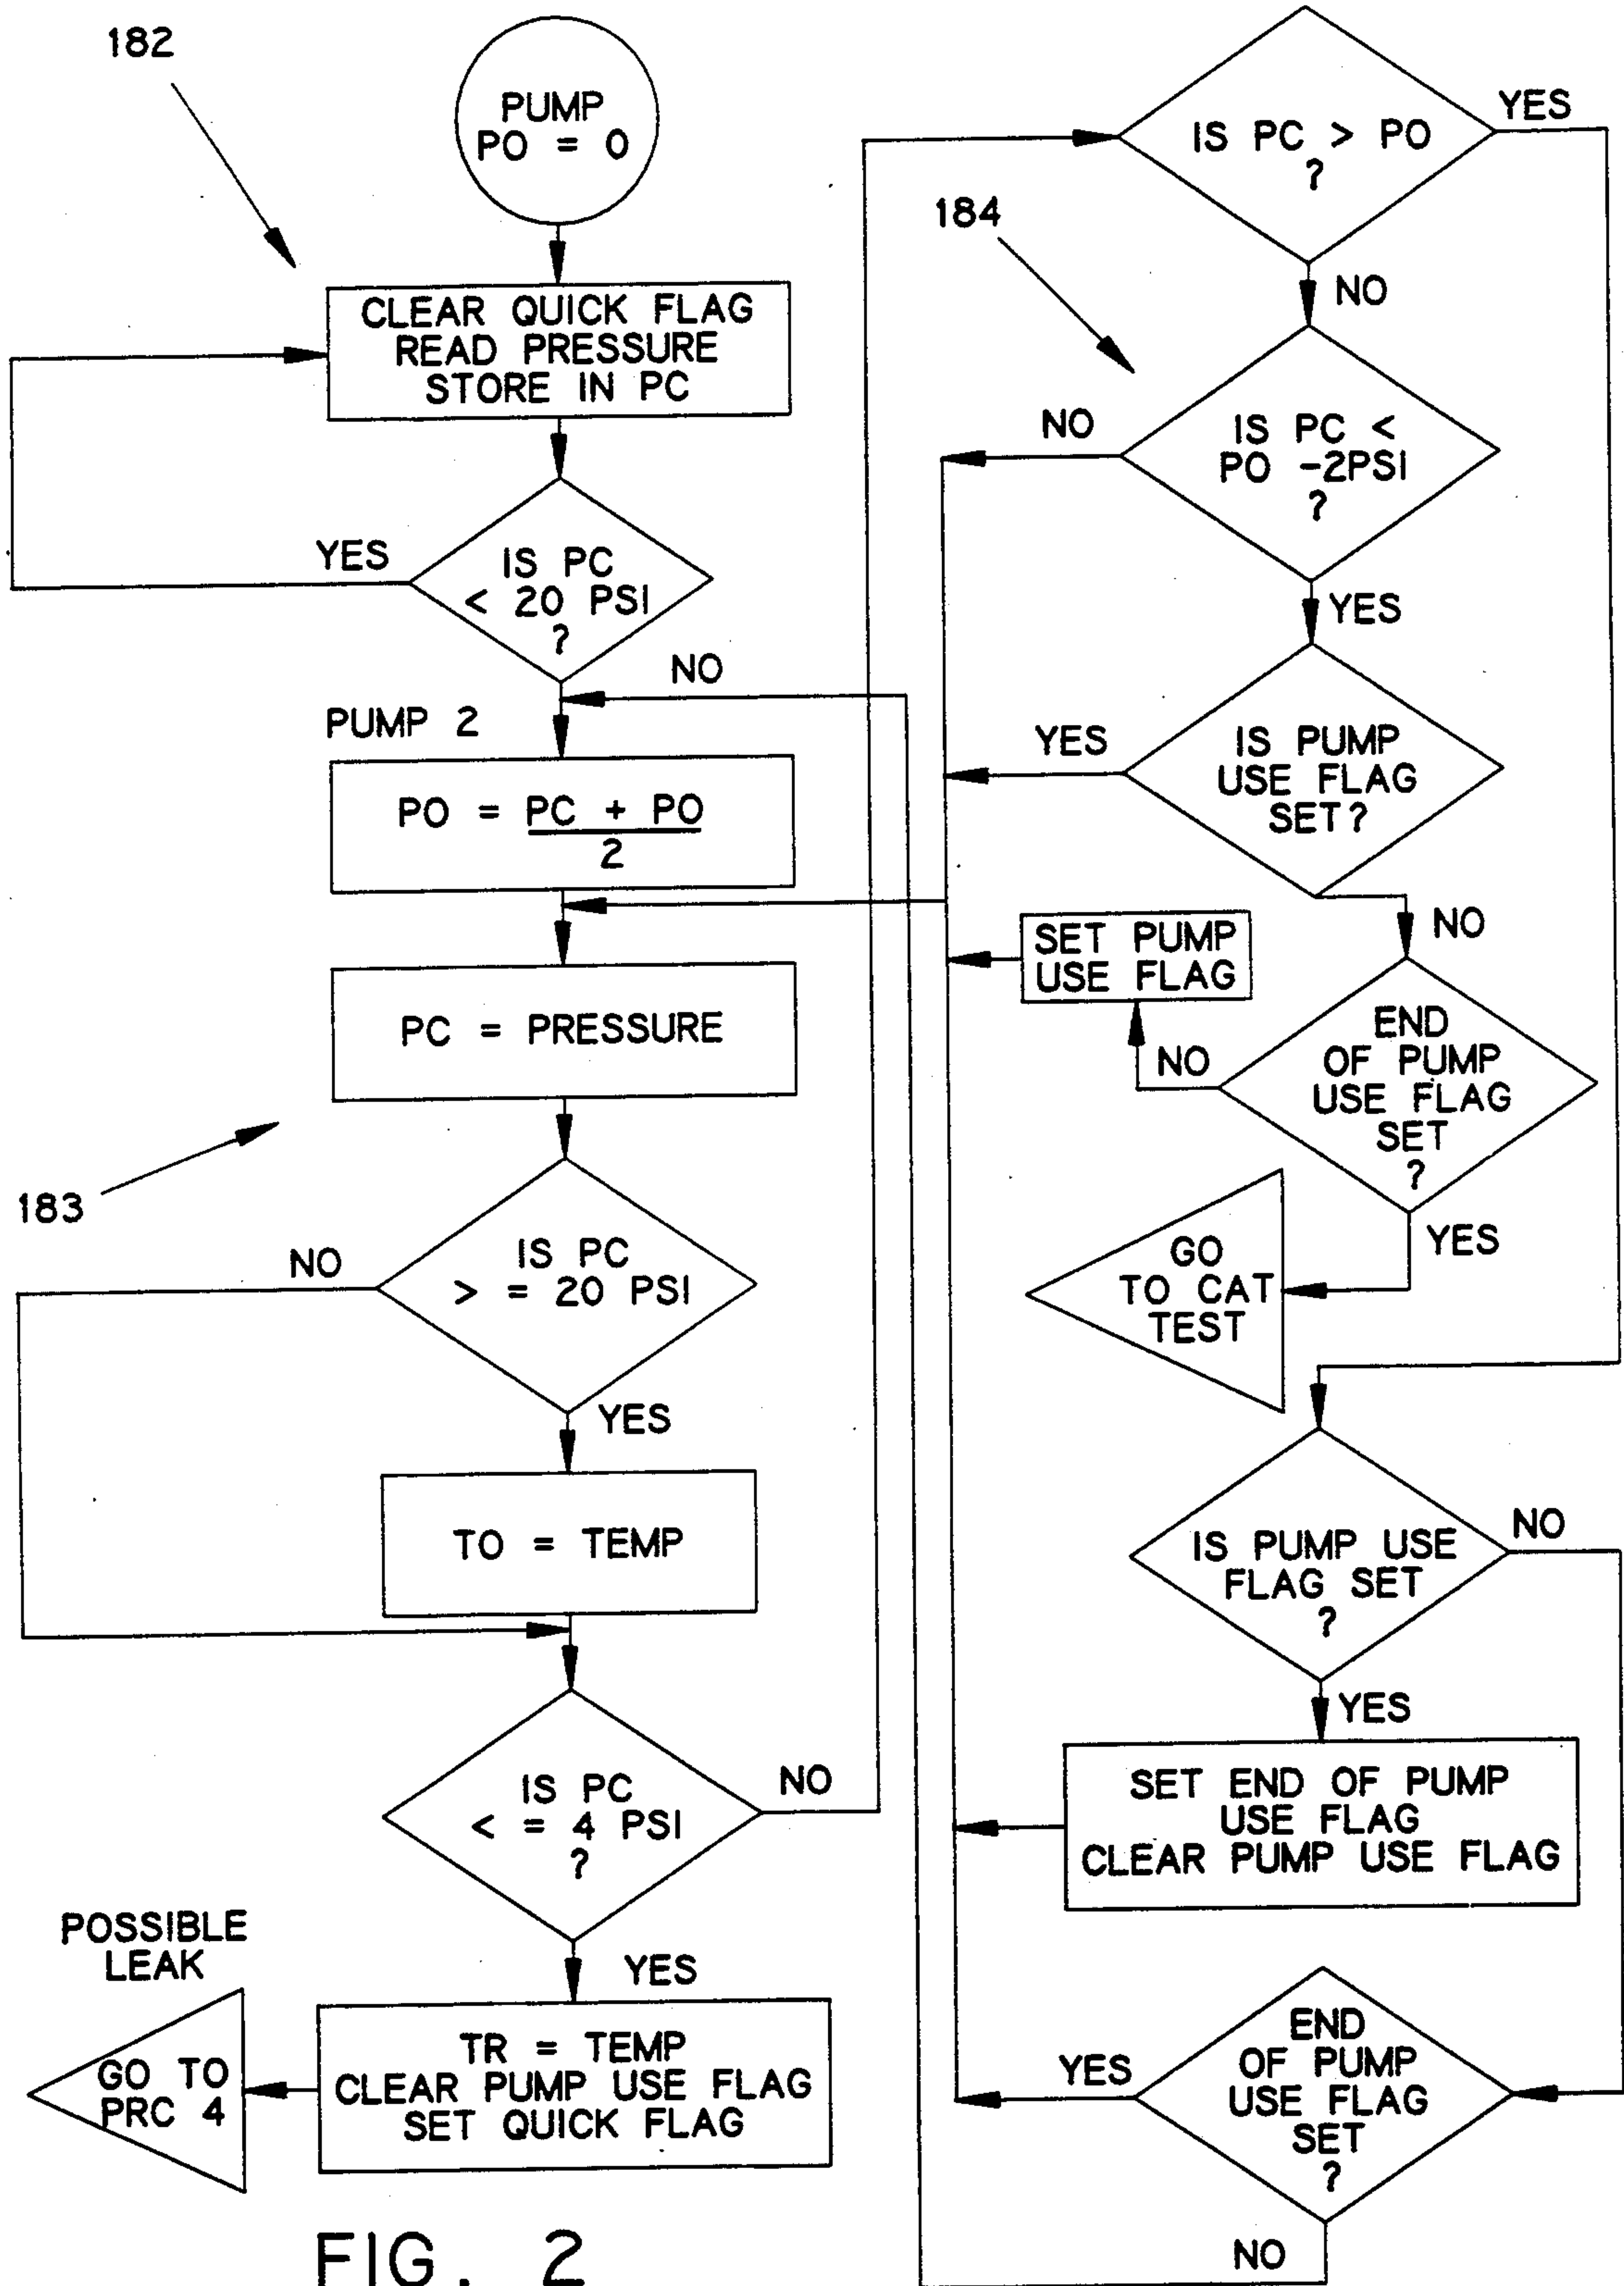 182
PUMP
PO = 0
CLEAR QUICK FLAG
READ PRESSURE
STORE IN PC
YES
IS PC
< 20 PSI
?
NO
PUMP 2
PO = PC + PO
2
PC = PRESSURE
183
NO
IS PC
> = 20 PSI
YES
TO = TEMP
IS PC
< = 4 PSI
?
NO
YES
POSSIBLE
LEAK
GO TO
PRC 4
TR = TEMP
CLEAR PUMP USE FLAG
SET QUICK FLAG
FIG. 2
IS PC > PO
?
YES
184
NO
NO
IS PC <
PO -2PSI
?
YES
YES
IS PUMP
USE FLAG
SET?
NO
SET PUMP
USE FLAG
NO
END
OF PUMP
USE FLAG
SET
?
YES
GO
TO CAT
TEST
IS PUMP USE
FLAG SET
?
NO
YES
SET END OF PUMP
USE FLAG
CLEAR PUMP USE FLAG
YES
END
OF PUMP
USE FLAG
SET
?
NO